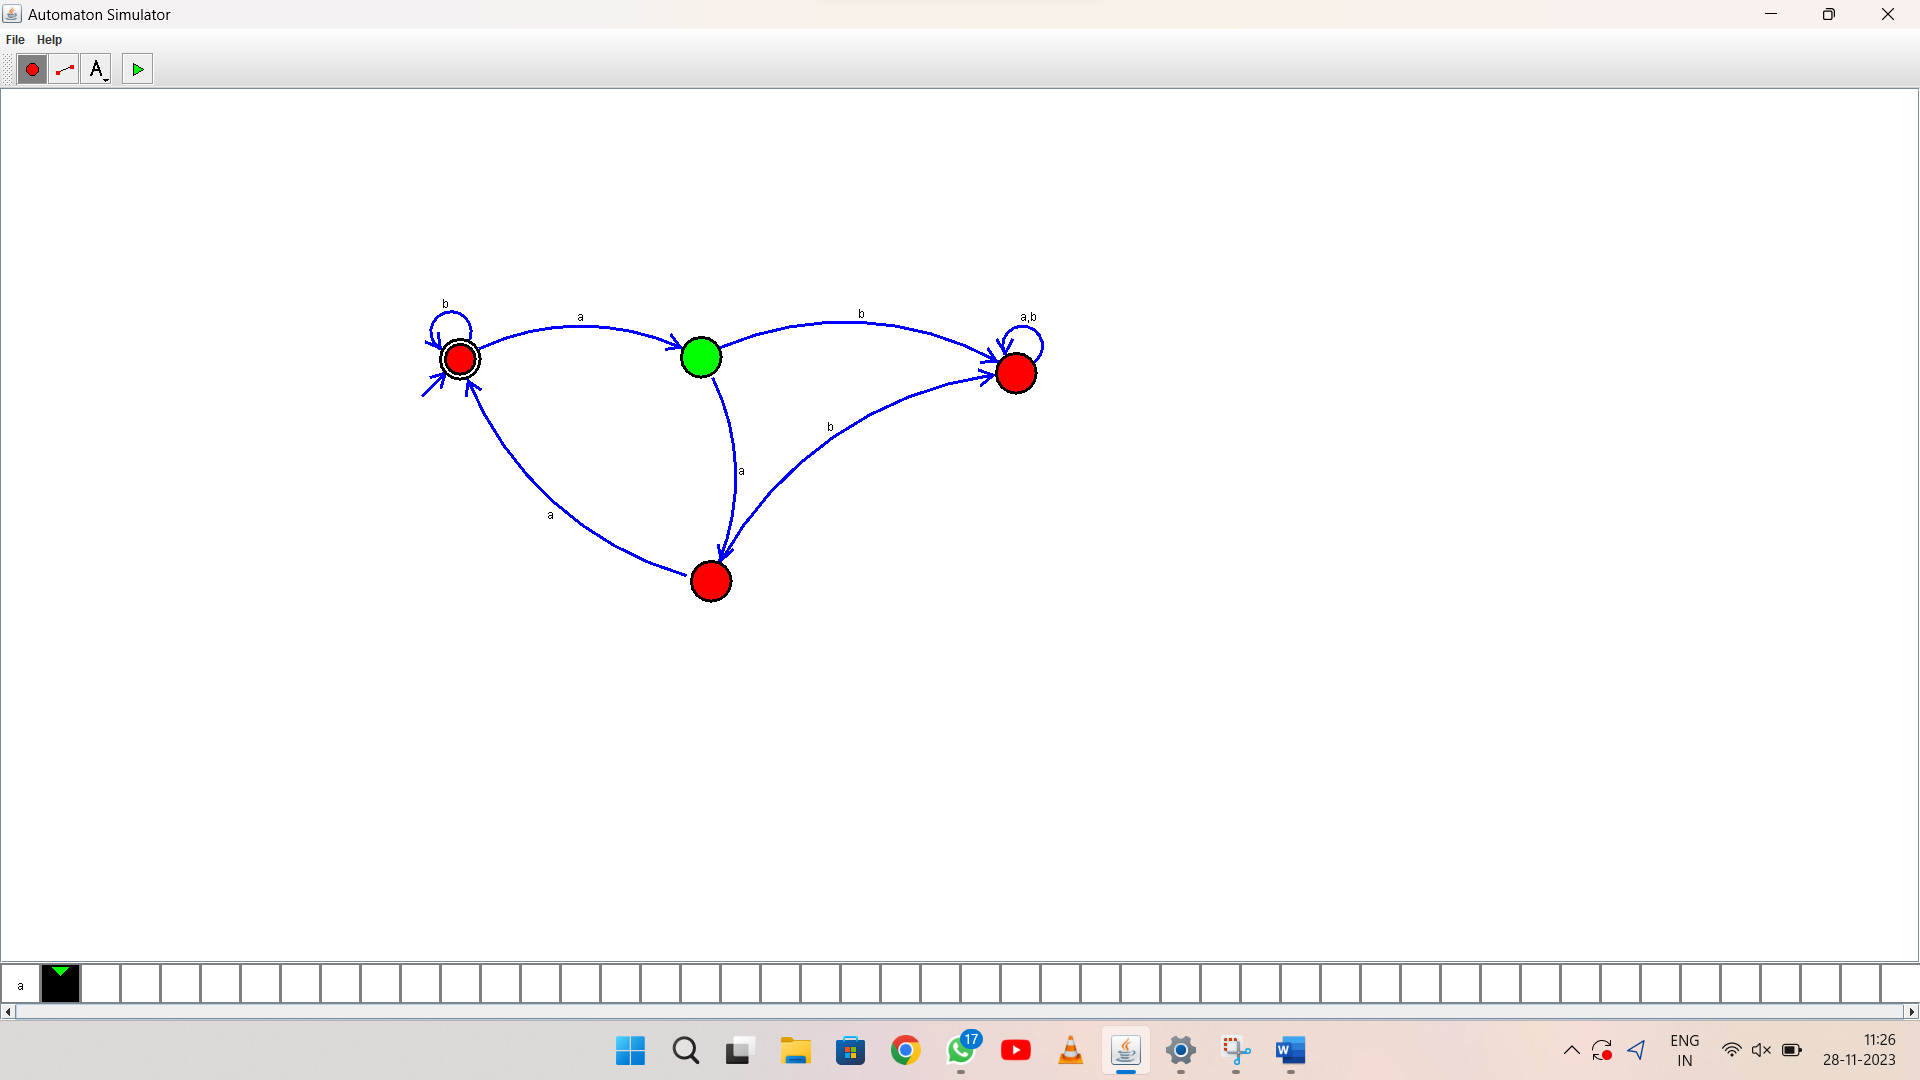 Automaton Simulator
File Help
A
b
a
b
a,b
b
a
a
a
17
ENG
IN
11:26
28-11-2023